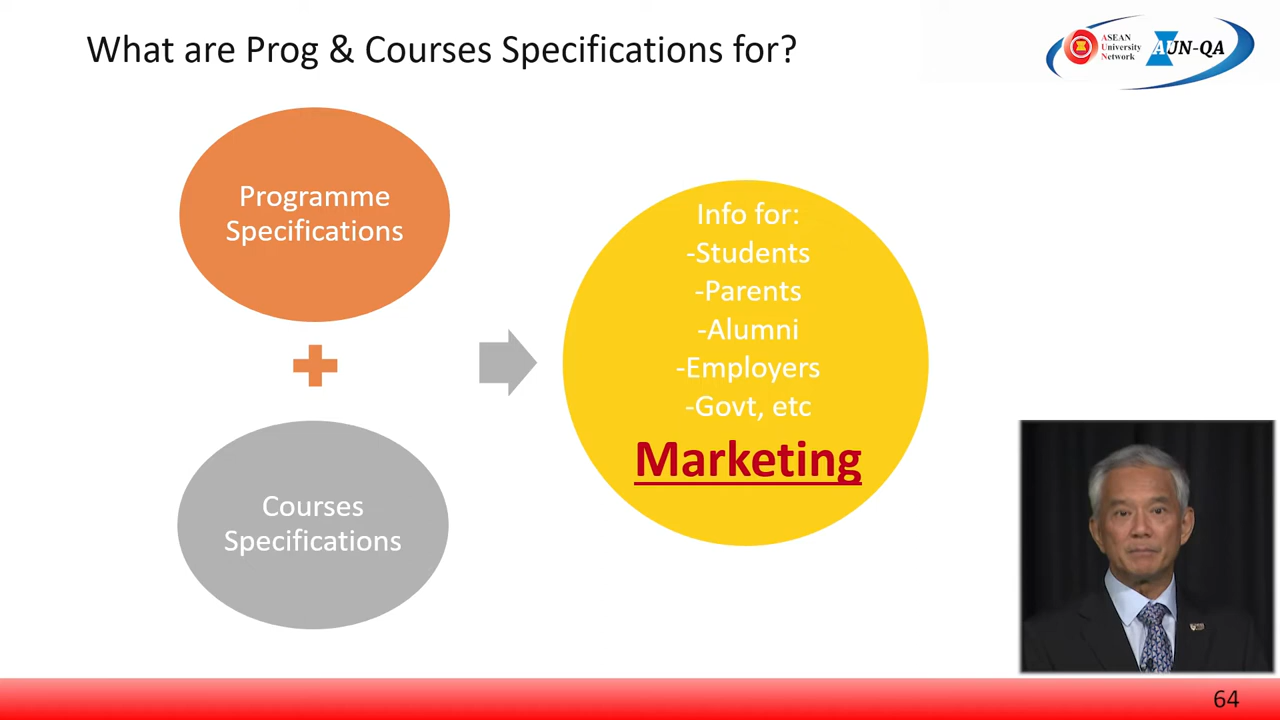 What are Prog & Courses Specifications for?
ASEAN
University
Network
AUN-QA
Programme
Specifications
Courses
Specifications
Info for:
-Students
-Parents
-Alumni
-Employers
-Govt, etc
Marketing
64